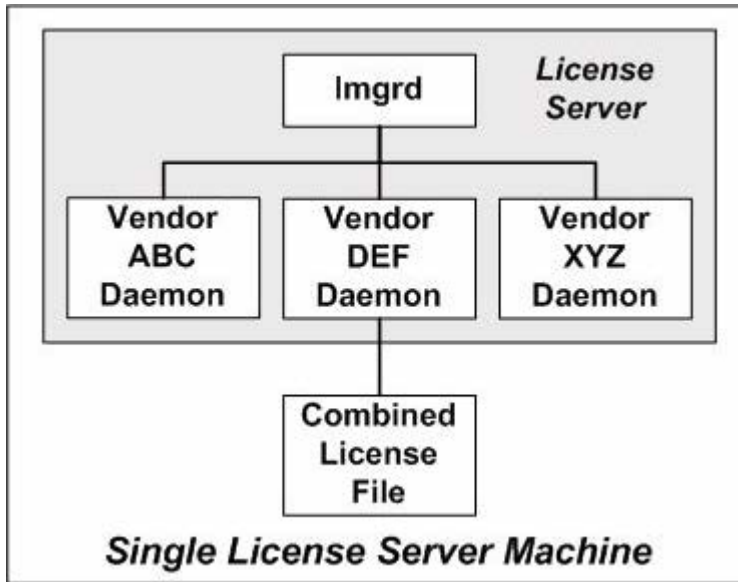 lmgrd
License
Server
Vendor
ABC
Daemon
Vendor
DEF
Daemon
Vendor
XYZ
Daemon
Combined
License
File
Single License Server Machine